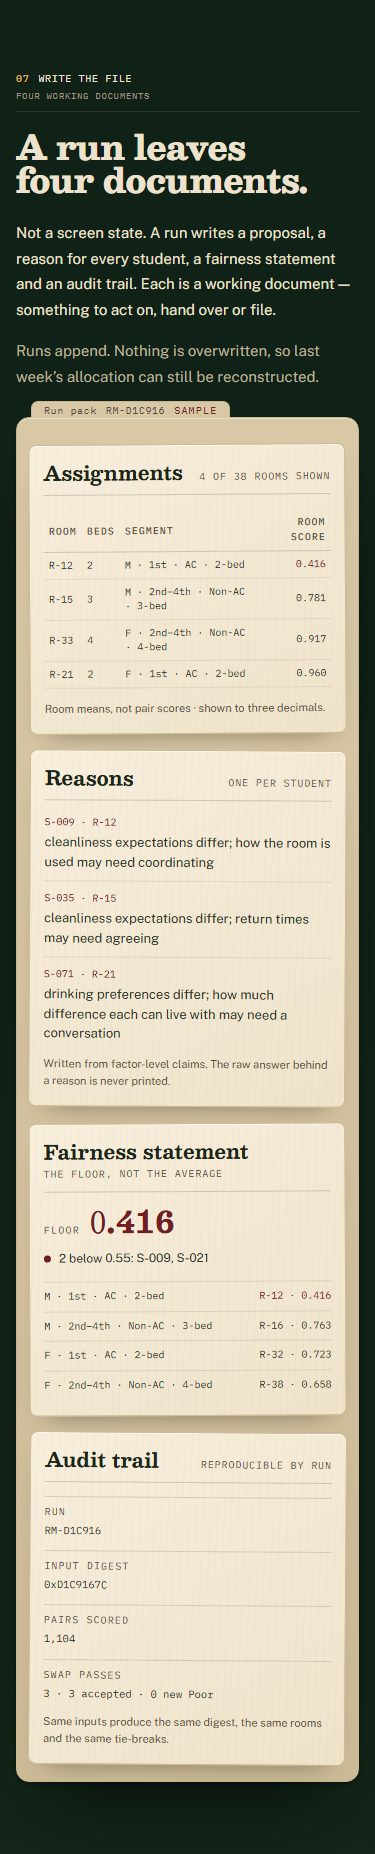 07 WRITE THE FILE
FOUR WORKING DOCUMENTS
A run leaves
four documents.
Not a screen state. A run writes a proposal, a
reason for every student, a fairness statement
and an audit trail. Each is a working document —
something to act on, hand over or file.
Runs append. Nothing is overwritten, so last
week’s allocation can still be reconstructed.
Run pack RM-D1C916 SAMPLE
Assignments 4 OF 38 ROOMS SHOWN
ROOM BEDS SEGMENT ROOM SCORE
R-12 2 M · 1st · AC · 2-bed 0.416
R-15 3 M · 2nd–4th · Non-AC · 3-bed 0.781
R-33 4 F · 2nd–4th · Non-AC · 4-bed 0.917
R-21 2 F · 1st · AC · 2-bed 0.960
Room means, not pair scores · shown to three decimals.
Reasons ONE PER STUDENT
S-009 · R-12
cleanliness expectations differ; how the room is
used may need coordinating
S-035 · R-15
cleanliness expectations differ; return times
may need agreeing
S-071 · R-21
drinking preferences differ; how much
difference each can live with may need a
conversation
Written from factor-level claims. The raw answer behind
a reason is never printed.
Fairness statement
THE FLOOR, NOT THE AVERAGE
FLOOR 0.416
2 below 0.55: S-009, S-021
M · 1st · AC · 2-bed R-12 · 0.416
M · 2nd–4th · Non-AC · 3-bed R-16 · 0.763
F · 1st · AC · 2-bed R-32 · 0.723
F · 2nd–4th · Non-AC · 4-bed R-38 · 0.658
Audit trail REPRODUCIBLE BY RUN
RUN
RM-D1C916
INPUT DIGEST
0xD1C9167C
PAIRS SCORED
1,104
SWAP PASSES
3 · 3 accepted · 0 new Poor
Same inputs produce the same digest, the same rooms
and the same tie-breaks.